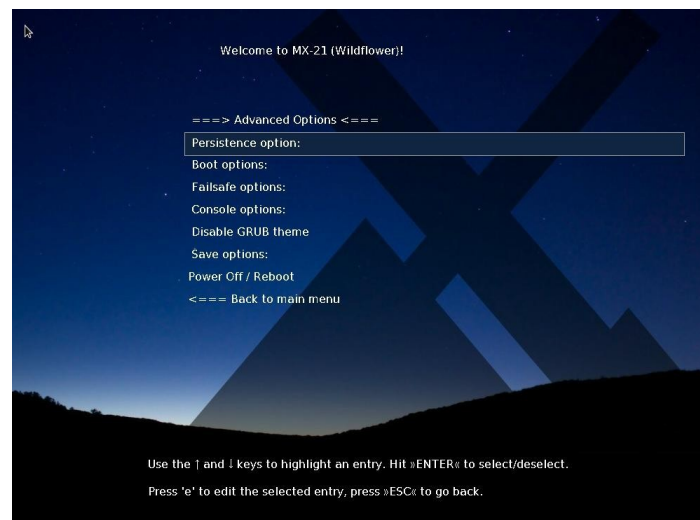 Welcome to MX-21 (Wildflower)!
===> Advanced Options <===
Persistence option:
Boot options:
Failsafe options:
Console options:
Disable GRUB theme
Save options:
Power Off / Reboot
<=== Back to main menu
Use the ↑ and ↓ keys to highlight an entry. Hit »ENTER« to select/deselect.
Press 'e' to edit the selected entry, press »ESC« to go back.